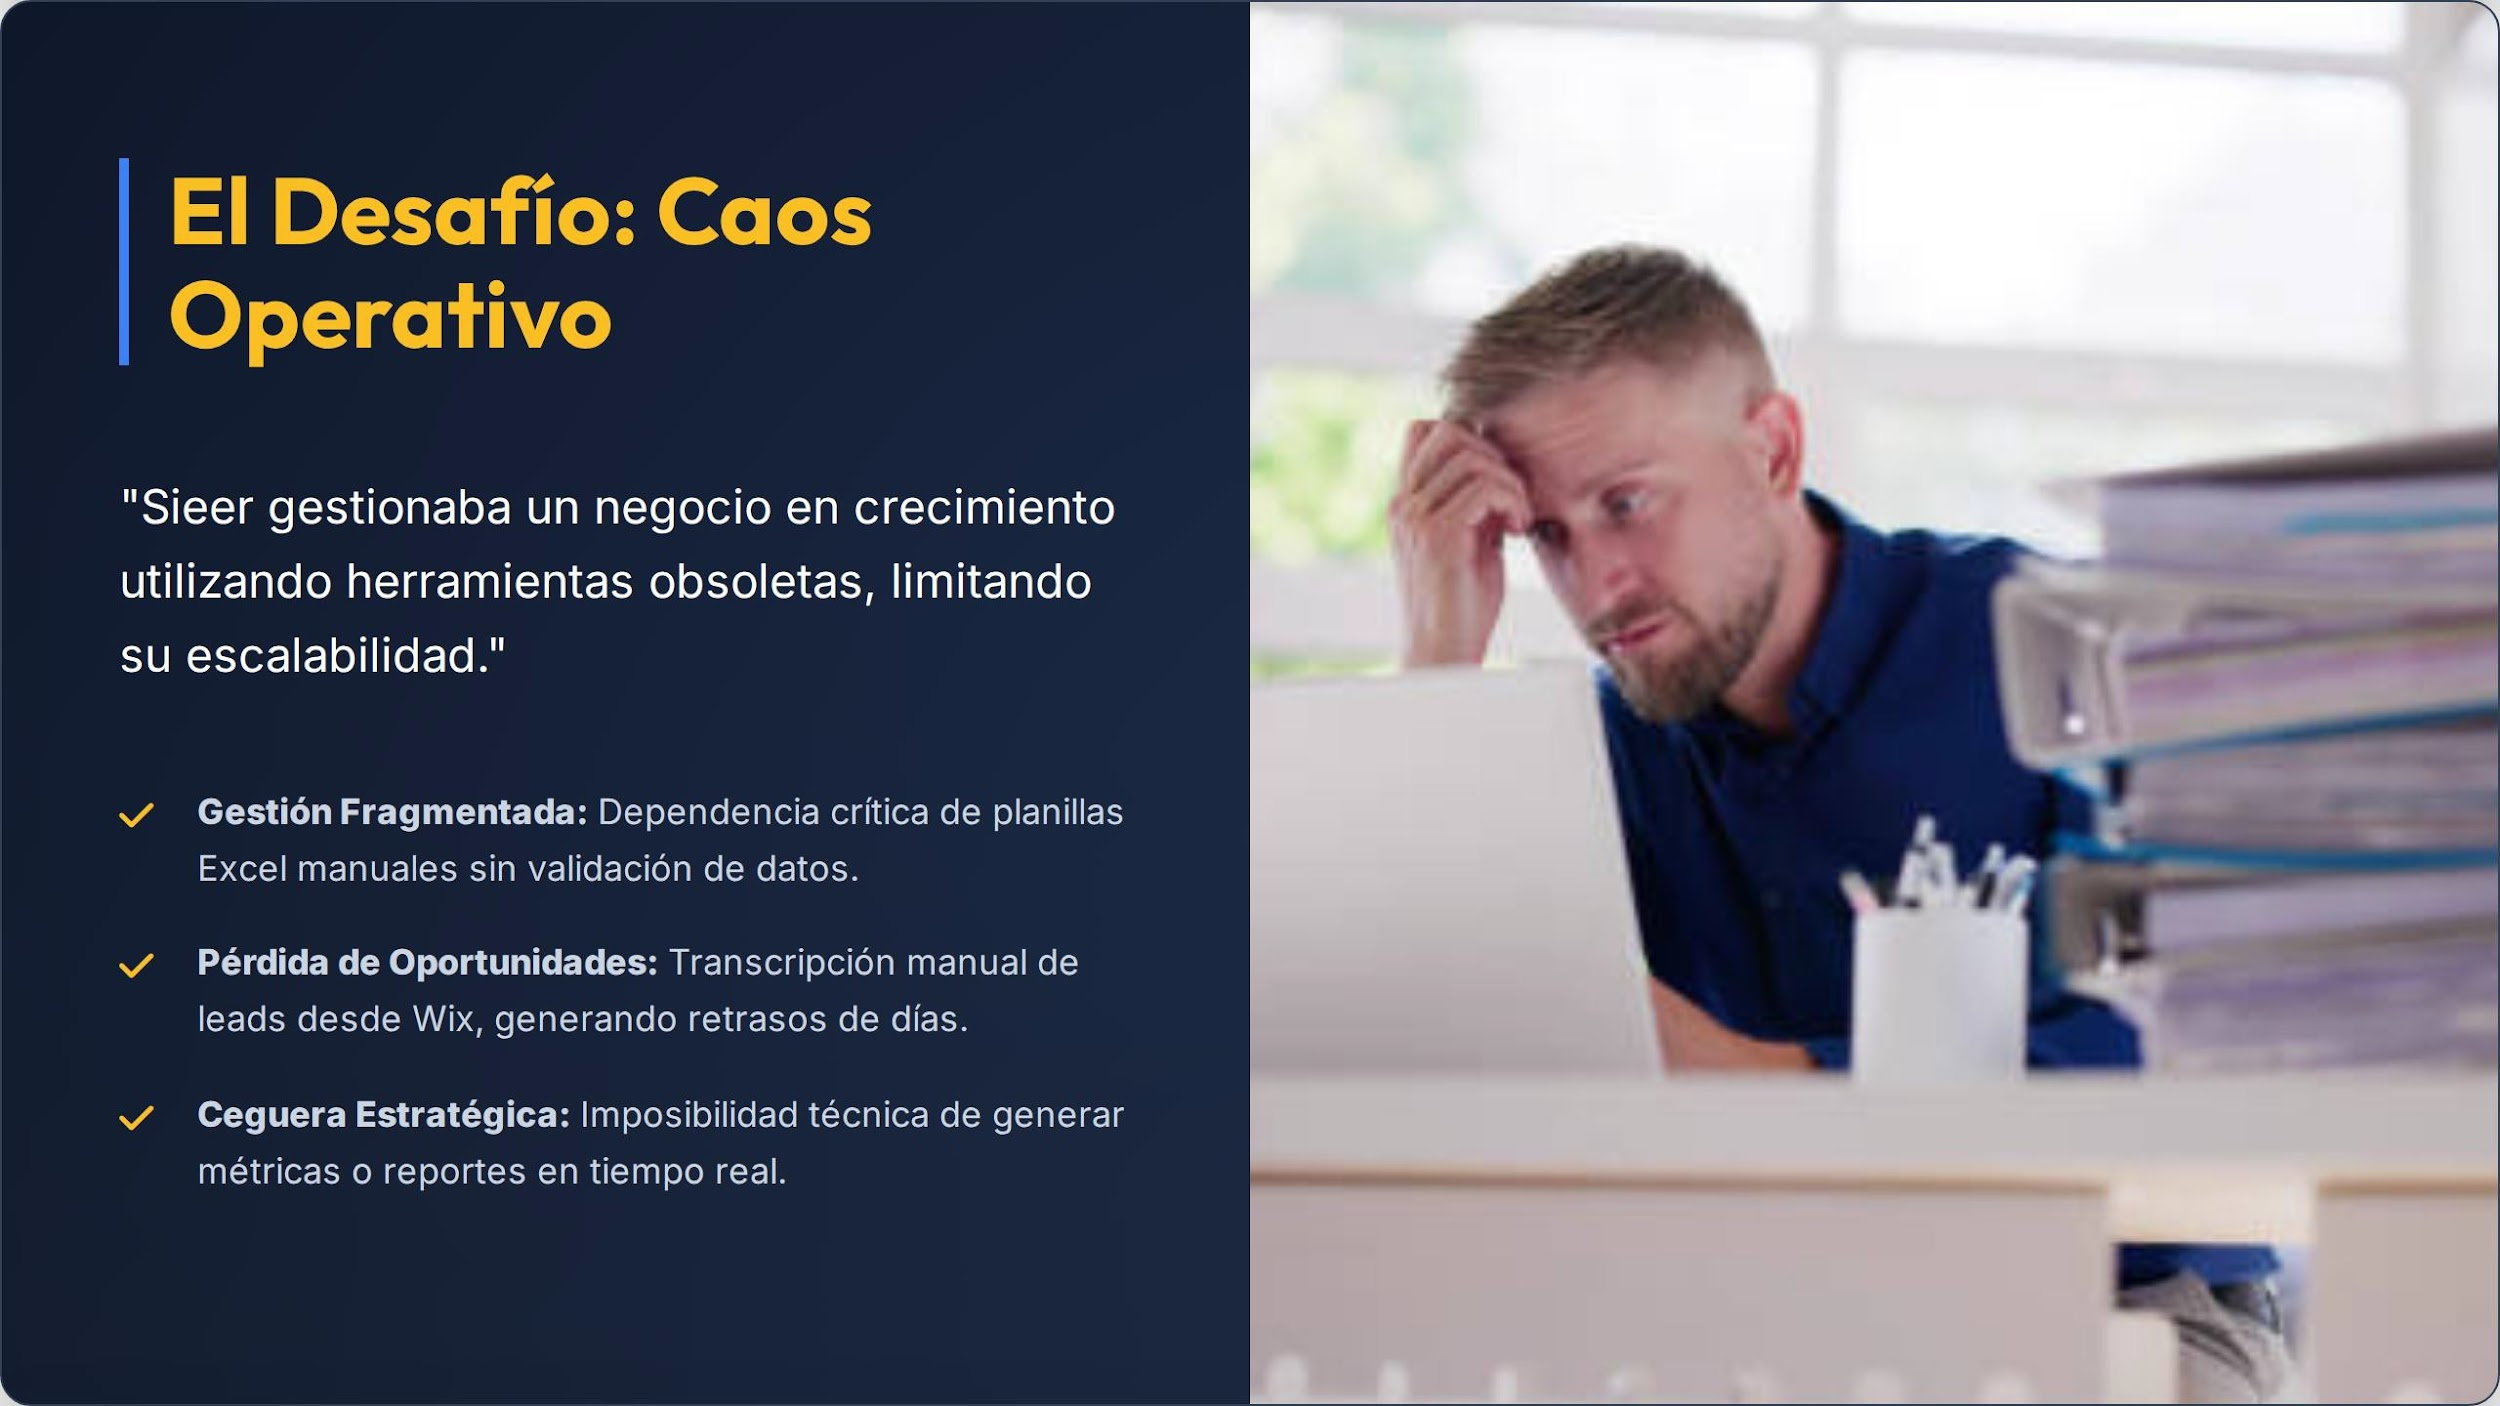 El Desafío: Caos
Operativo
"Sieer gestionaba un negocio en crecimiento
utilizando herramientas obsoletas, limitando
su escalabilidad."
Gestión Fragmentada: Dependencia crítica de planillas
Excel manuales sin validación de datos.
Pérdida de Oportunidades: Transcripción manual de
leads desde Wix, generando retrasos de días.
Ceguera Estratégica: Imposibilidad técnica de generar
métricas o reportes en tiempo real.